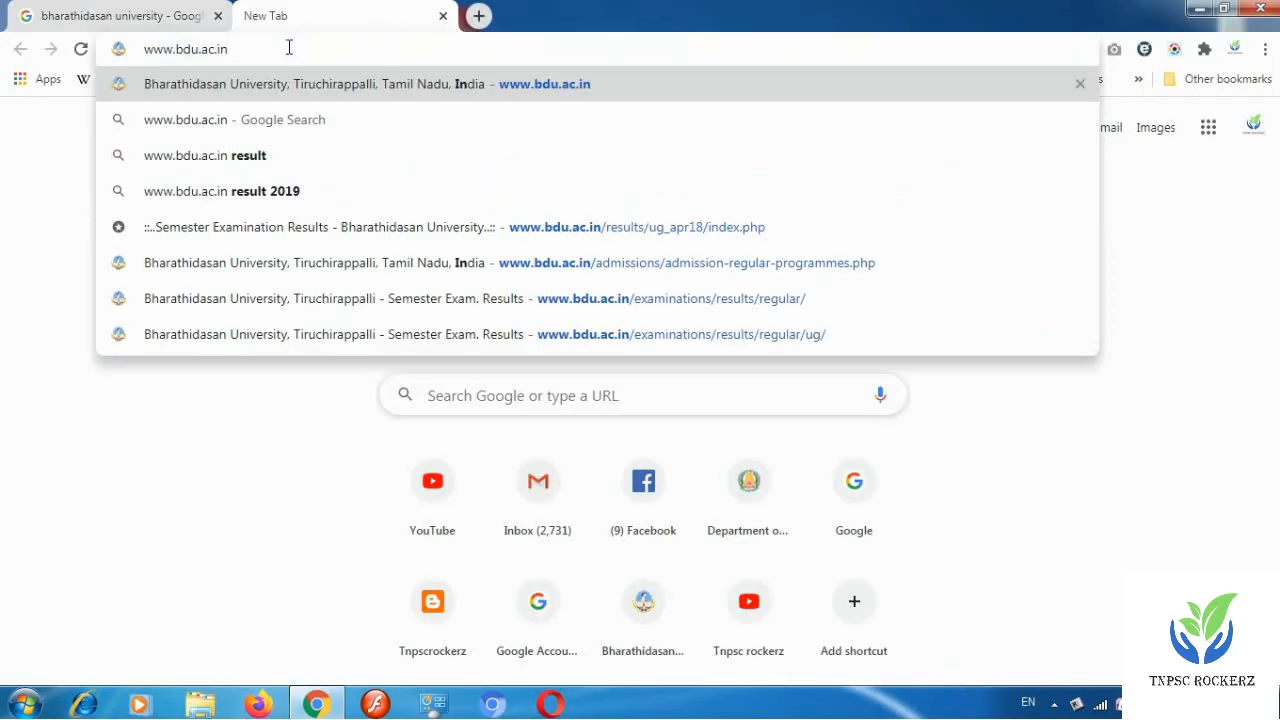 bharathidasan university - Googl
New Tab
www.bdu.ac.in
Apps
Other bookmarks
Bharathidasan University, Tiruchirappalli, Tamil Nadu, India - www.bdu.ac.in
www.bdu.ac.in - Google Search
www.bdu.ac.in result
www.bdu.ac.in result 2019
::..Semester Examination Results - Bharathidasan University..:: - www.bdu.ac.in/results/ug_apr18/index.php
Bharathidasan University, Tiruchirappalli, Tamil Nadu, India - www.bdu.ac.in/admissions/admission-regular-programmes.php
Bharathidasan University, Tiruchirappalli - Semester Exam. Results - www.bdu.ac.in/examinations/results/regular/
Bharathidasan University, Tiruchirappalli - Semester Exam. Results - www.bdu.ac.in/examinations/results/regular/ug/
mail Images
Search Google or type a URL
YouTube Inbox (2,731) (9) Facebook Department o... Google
Tnpscrockerz Google Accou... Bharathidasan... Tnpsc rockerz Add shortcut
TNPSC ROCKERZ
EN